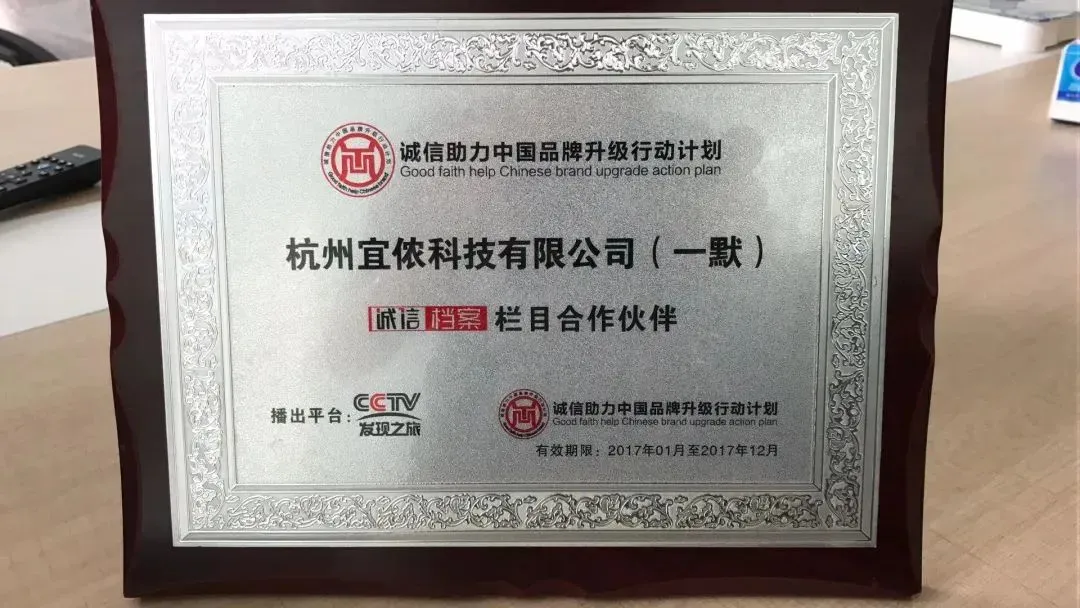 诚信助力中国品牌升级行动计划
Good faith help Chinese brand upgrade action plan
杭州宜侬科技有限公司（一默）
诚信 档案 栏目合作伙伴
播出平台：CCTV 发现之旅
诚信助力中国品牌升级行动计划
Good faith help Chinese brand upgrade action plan
有效期限：2017年01月至2017年12月